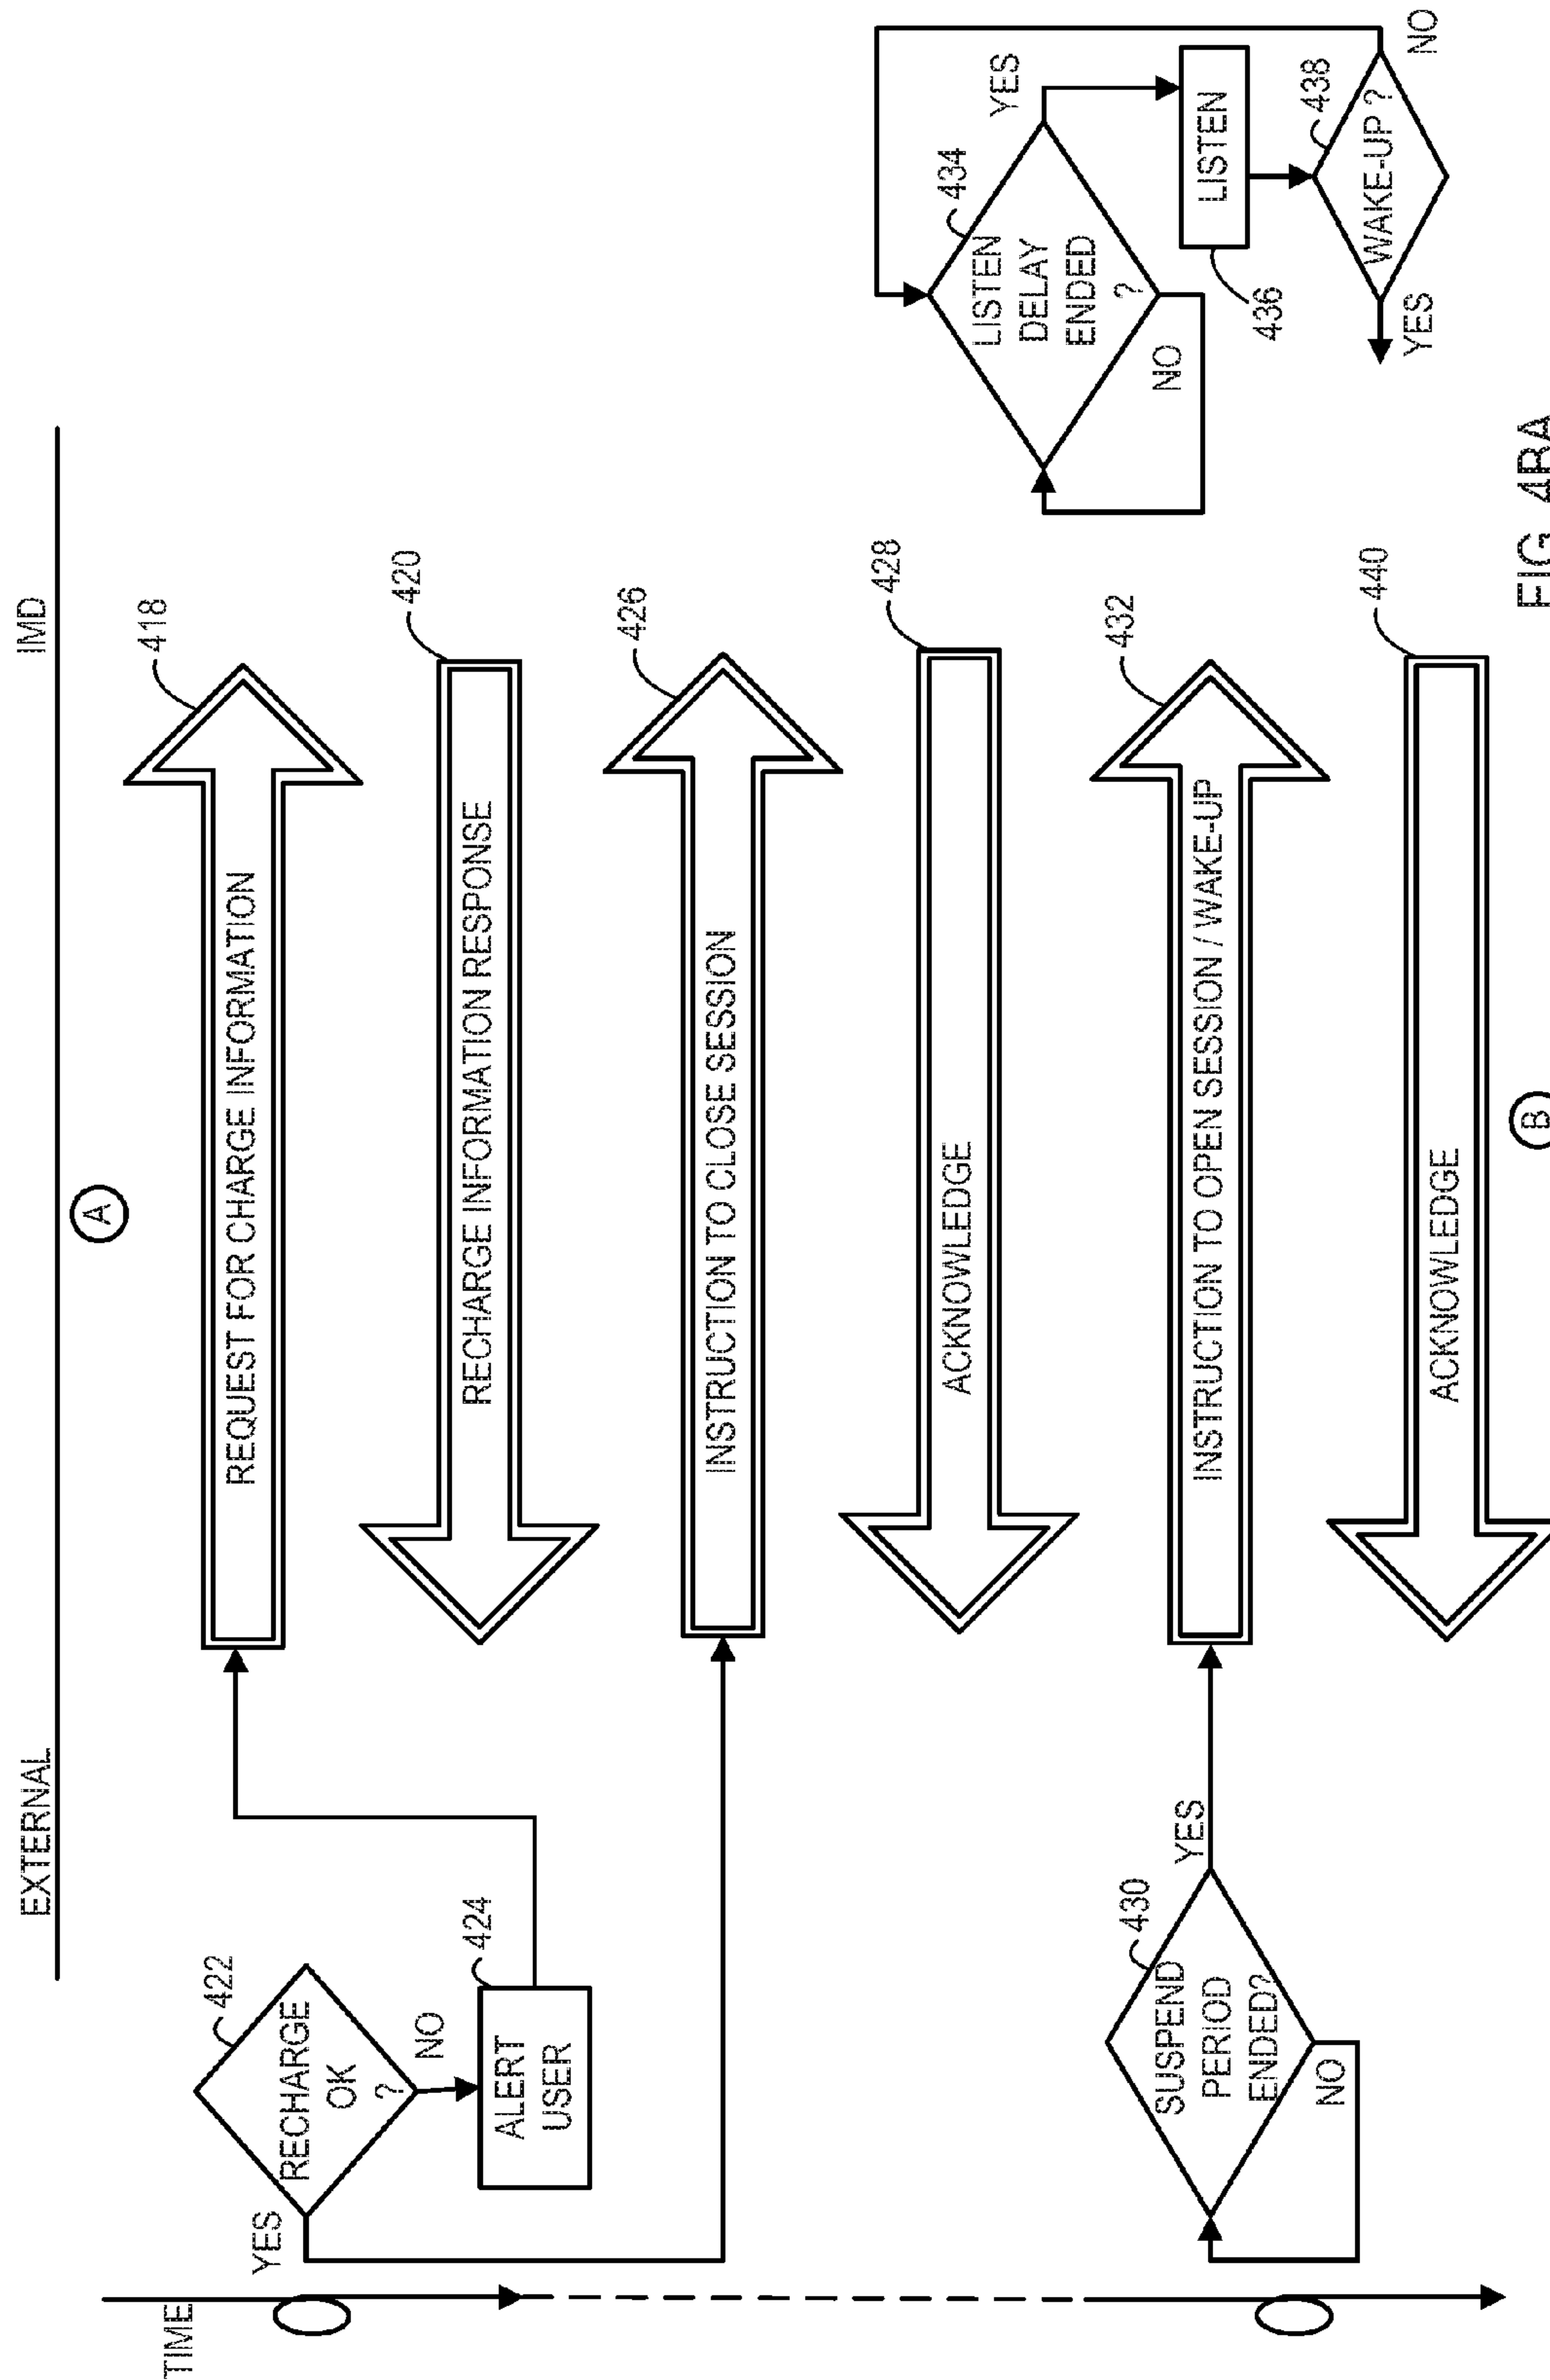 EXTERNAL
IMD
TIME
A
418
REQUEST FOR CHARGE INFORMATION
420
RECHARGE INFORMATION RESPONSE
422
RECHARGE
OK
?
YES
NO
424
ALERT
USER
426
INSTRUCTION TO CLOSE SESSION
428
ACKNOWLEDGE
430
SUSPEND
PERIOD
ENDED?
YES
NO
432
INSTRUCTION TO OPEN SESSION / WAKE-UP
434
LISTEN
DELAY
ENDED
?
YES
NO
LISTEN
436
438
WAKE-UP ?
NO
YES
440
ACKNOWLEDGE
B
FIG. 4BA